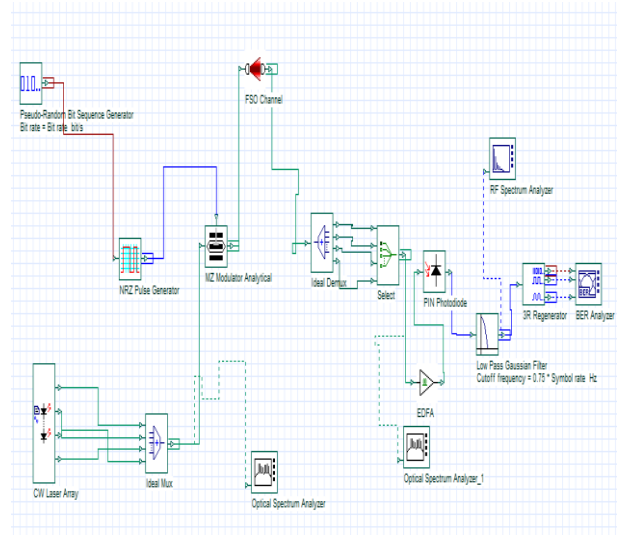 FSO Channel
Pseudo-Random Bit Sequence Generator
Bit rate = Bit rate bit/s
RF Spectrum Analyzer
MZ Modulator Analytical
Ideal Demux
NRZ Pulse Generator
Select
PIN Photodiode
3R Regenerator
BER Analyzer
Low Pass Gaussian Filter
Cutoff frequency = 0.75 * Symbol rate Hz
EDFA
CW Laser Array
Ideal Mux
Optical Spectrum Analyzer
Optical Spectrum Analyzer_1